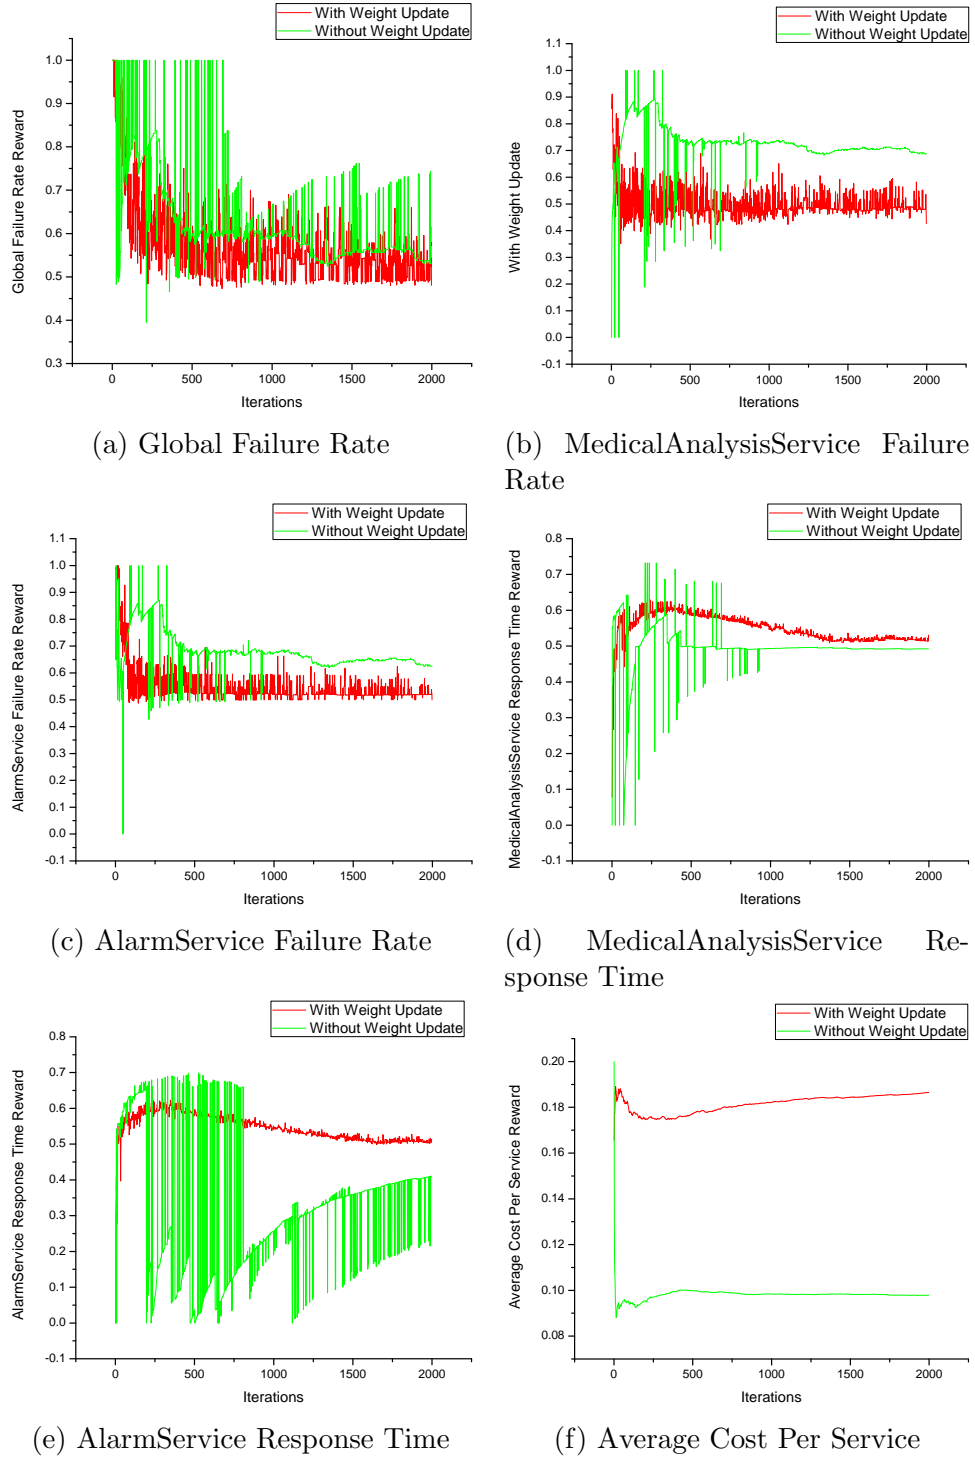 With Weight Update
Without Weight Update
Global Failure Rate Reward
1.0
0.9
0.8
0.7
0.6
0.5
0.4
0.3
0 500 1000 1500 2000
Iterations
(a) Global Failure Rate
With Weight Update
Without Weight Update
With Weight Update
1.1
1.0
0.9
0.8
0.7
0.6
0.5
0.4
0.3
0.2
0.1
0.0
-0.1
0 500 1000 1500 2000
Iterations
(b) MedicalAnalysisService Failure
Rate
With Weight Update
Without Weight Update
AlarmService Failure Rate Reward
1.1
1.0
0.9
0.8
0.7
0.6
0.5
0.4
0.3
0.2
0.1
0.0
-0.1
0 500 1000 1500 2000
Iterations
(c) AlarmService Failure Rate
With Weight Update
Without Weight Update
MedicalAnalysisService Response Time Reward
0.8
0.7
0.6
0.5
0.4
0.3
0.2
0.1
0.0
-0.1
0 500 1000 1500 2000
Iterations
(d) MedicalAnalysisService Re-
sponse Time
With Weight Update
Without Weight Update
AlarmService Response Time Reward
0.8
0.7
0.6
0.5
0.4
0.3
0.2
0.1
0.0
-0.1
0 500 1000 1500 2000
Iterations
(e) AlarmService Response Time
With Weight Update
Without Weight Update
Average Cost Per Service Reward
0.20
0.18
0.16
0.14
0.12
0.10
0.08
0 500 1000 1500 2000
Iterations
(f) Average Cost Per Service